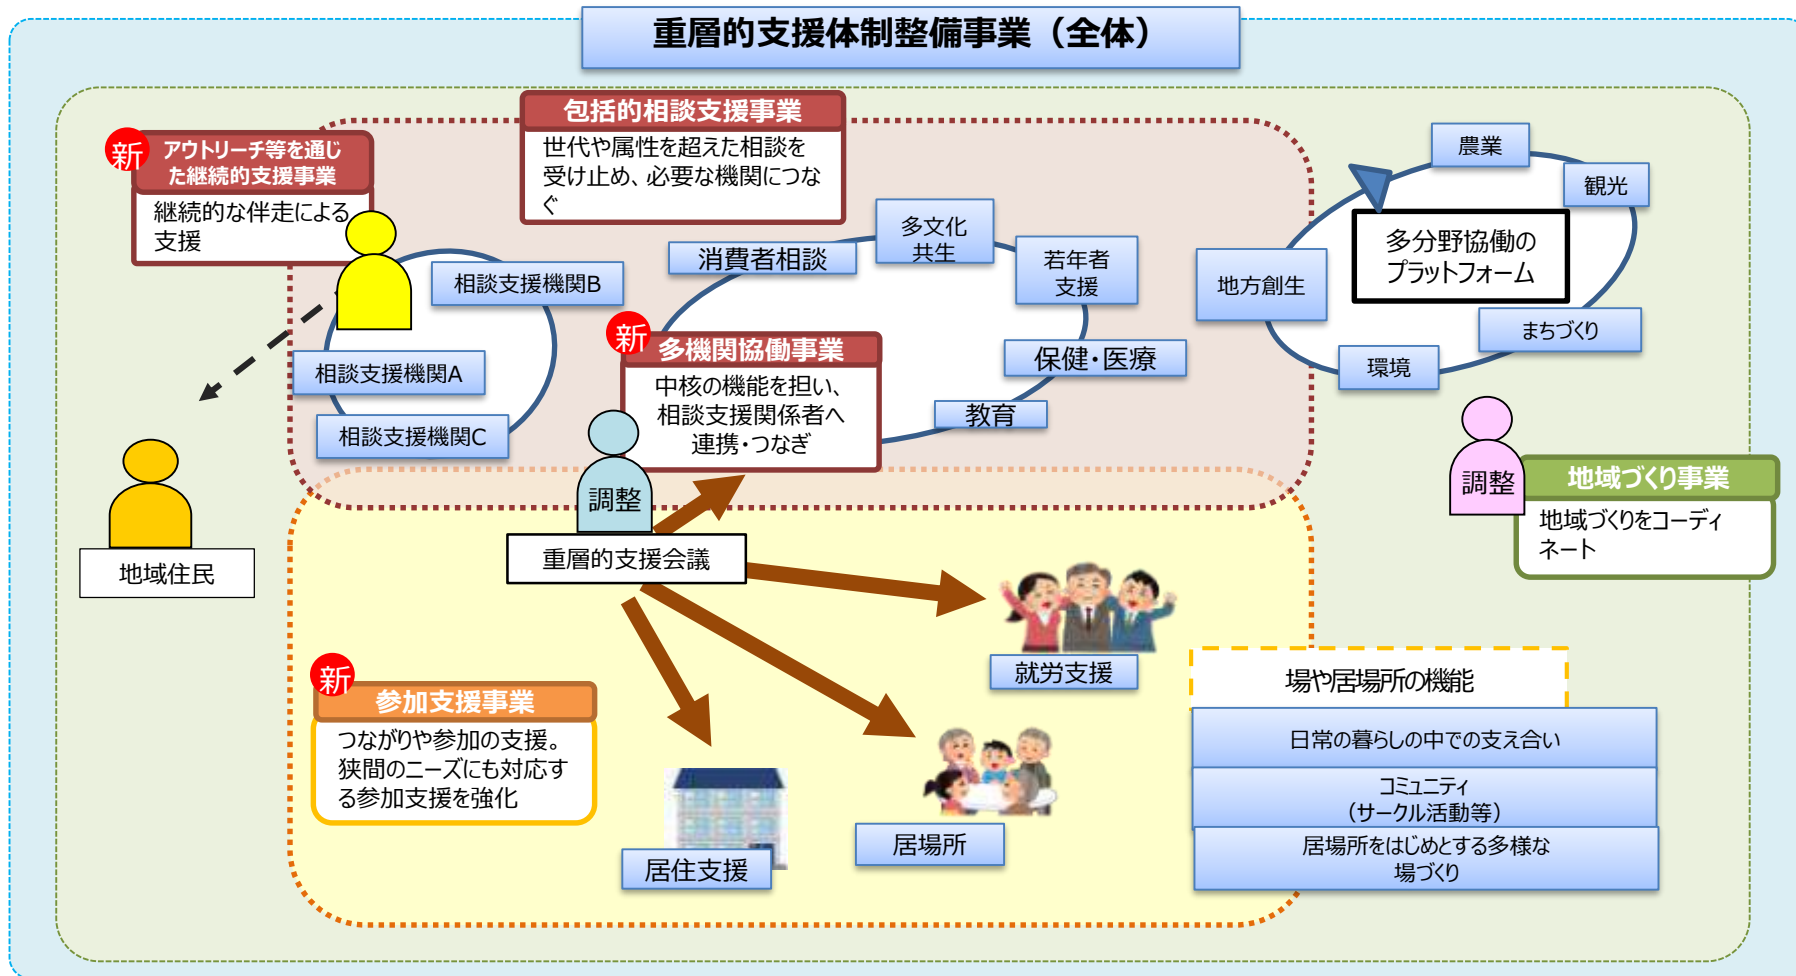 重層的支援体制整備事業（全体）
包括的相談支援事業
世代や属性を超えた相談を
受け止め、必要な機関につな
ぐ
新
アウトリーチ等を通じ
た継続的支援事業
継続的な伴走による
支援
相談支援機関B
相談支援機関A
相談支援機関C
消費者相談
多文化
共生
若年者
支援
保健・医療
教育
新
多機関協働事業
中核の機能を担い、
相談支援関係者へ
連携・つなぎ
農業
観光
多分野協働の
プラットフォーム
地方創生
まちづくり
環境
調整
地域づくり事業
地域づくりをコーディ
ネート
地域住民
調整
重層的支援会議
就労支援
新
参加支援事業
つながりや参加の支援。
狭間のニーズにも対応す
る参加支援を強化
居住支援
居場所
場や居場所の機能
日常の暮らしの中での支え合い
コミュニティ
（サークル活動等）
居場所をはじめとする多様な
場づくり